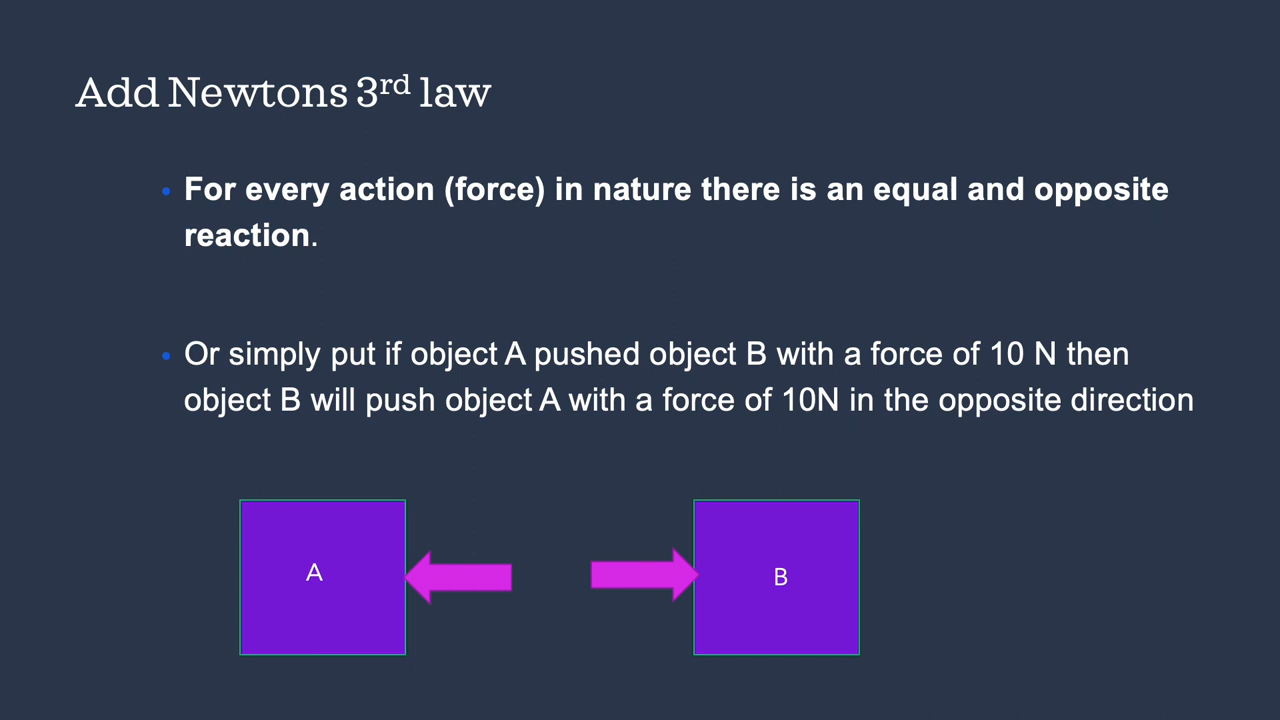 Add Newtons 3rd law
• For every action (force) in nature there is an equal and opposite
reaction.
• Or simply put if object A pushed object B with a force of 10 N then
object B will push object A with a force of 10N in the opposite direction
A
B